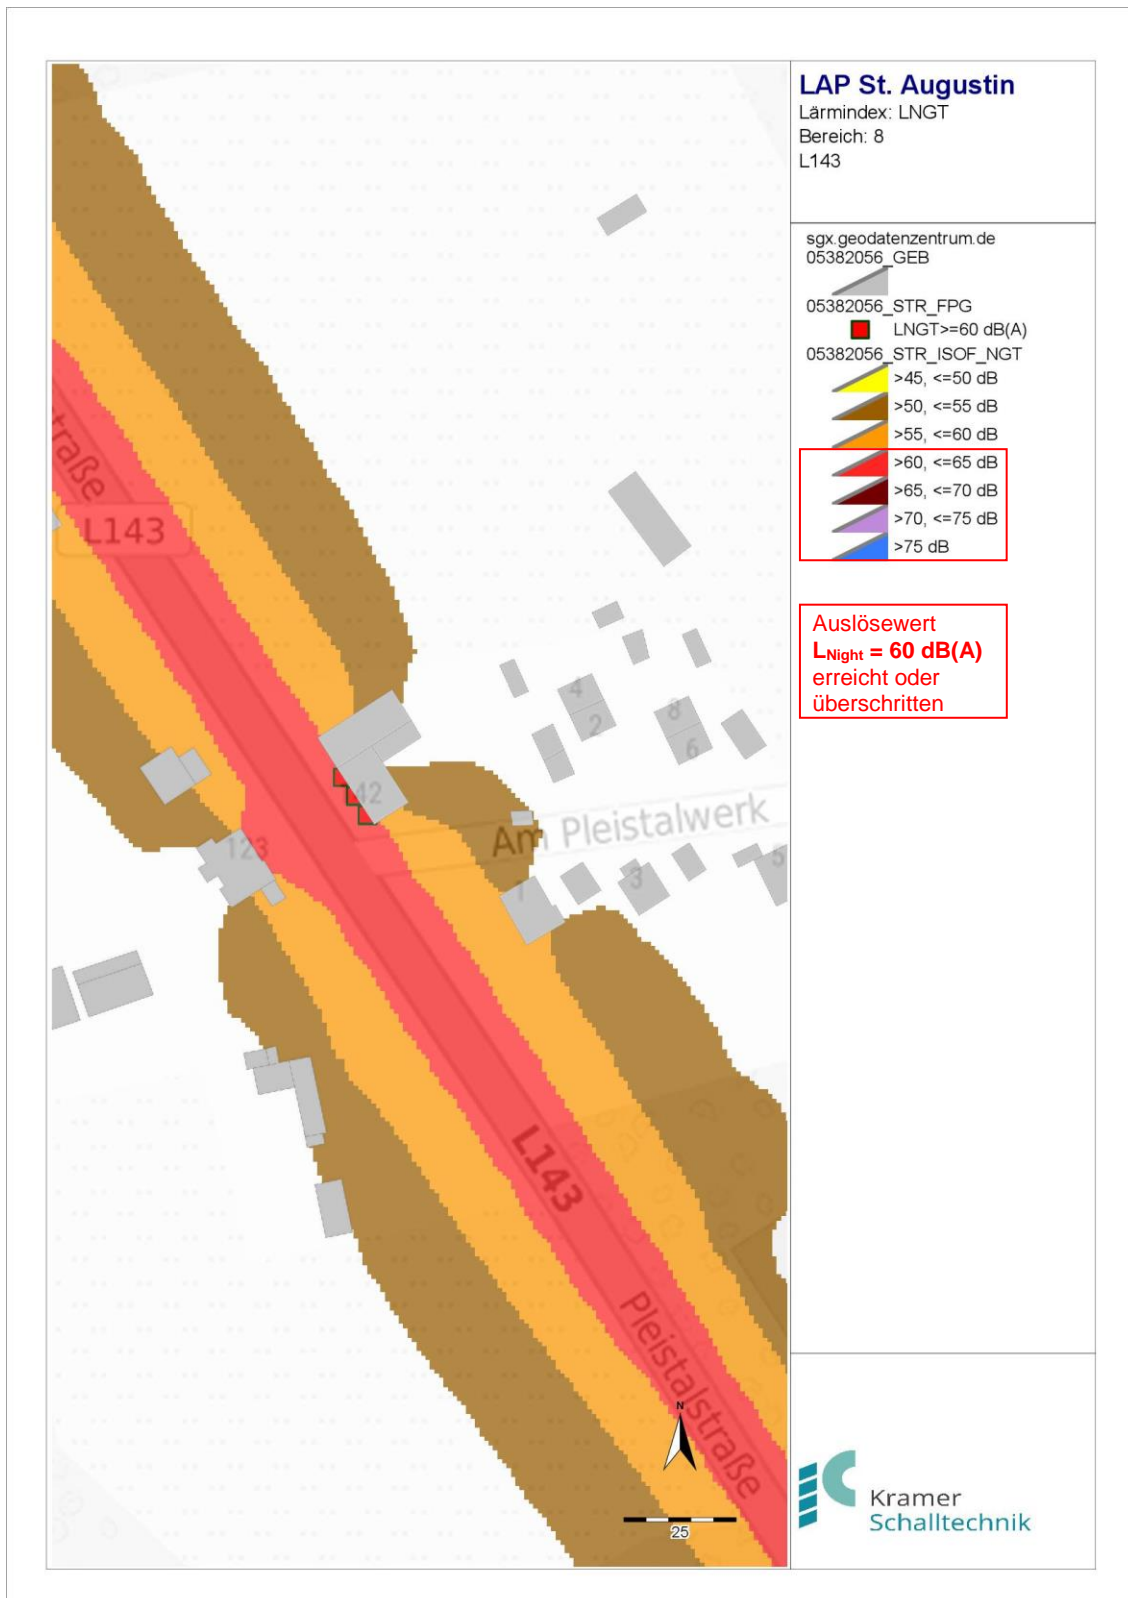 LAP St. Augustin
Lärmindex: LNGT
Bereich: 8
L143
sgx.geodatenzentrum.de
05382056_GEB
05382056_STR_FPG
LNGT>=60 dB(A)
05382056_STR_ISOF_NGT
>45, <=50 dB
>50, <=55 dB
>55, <=60 dB
>60, <=65 dB
>65, <=70 dB
>70, <=75 dB
>75 dB
Auslösewert
LNight = 60 dB(A)
erreicht oder
überschritten
traße
L143
4
2
8
6
42
Am Pleistalwerk
123
1
3
5
L143
Pleistalstraße
N
25
Kramer
Schalltechnik